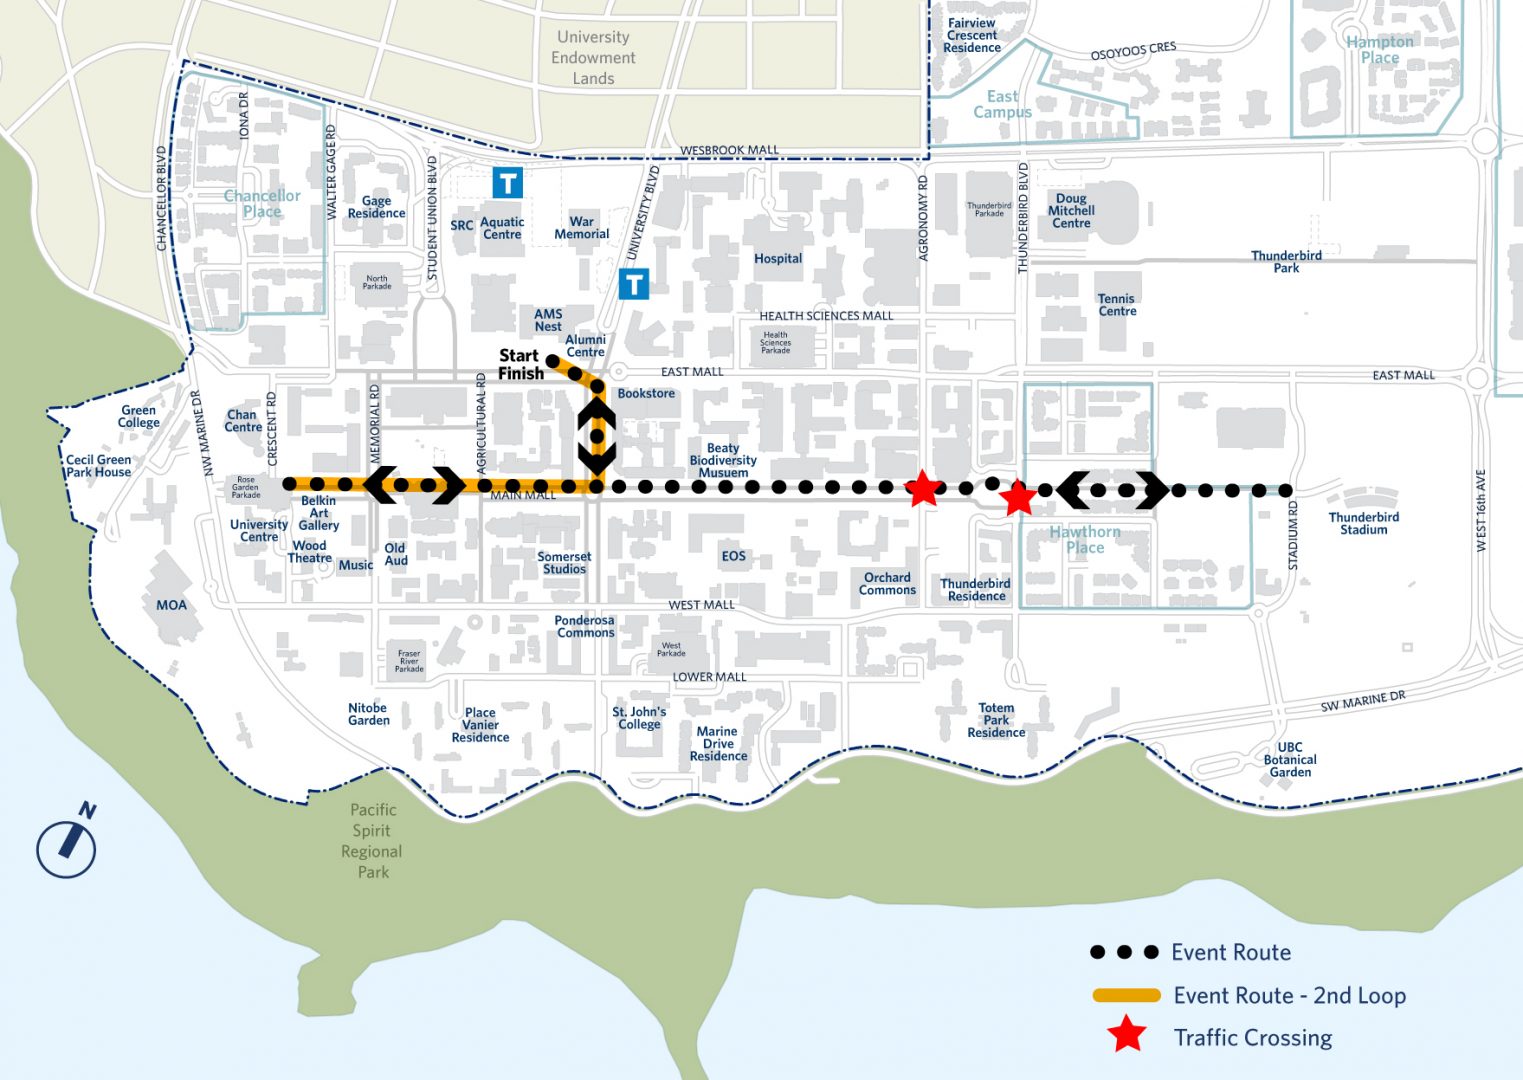 Fairview
Crescent
Residence
OSOYOOS CRES
Hampton
Place
University
Endowment
Lands
East
Campus
IONA DR
WALTER GAGE RD
CHANCELLOR BLVD
Chancellor
Place
Gage
Residence
STUDENT UNION BLVD
T
WESBROOK MALL
UNIVERSITY BLVD
SRC
Aquatic
Centre
War
Memorial
T
Hospital
AGRONOMY RD
Thunderbird
Parkade
THUNDERBIRD BLVD
Doug
Mitchell
Centre
Thunderbird
Park
North
Parkade
Tennis
Centre
AMS
Nest
Alumni
Centre
HEALTH SCIENCES MALL
Health
Sciences
Parkade
Start
Finish
EAST MALL
EAST MALL
Bookstore
Green
College
NW MARINE DR
Chan
Centre
CRESCENT RD
MEMORIAL RD
AGRICULTURAL RD
Cecil Green
Park House
Rose
Garden
Parkade
MAIN MALL
Beaty
Biodiversity
Musuem
Belkin
Art
Gallery
University
Centre
Wood
Theatre
Music
Old
Aud
Somerset
Studios
EOS
Orchard
Commons
Thunderbird
Residence
Hawthorn
Place
STADIUM RD
Thunderbird
Stadium
WEST 16th AVE
MOA
WEST MALL
Ponderosa
Commons
Fraser
River
Parkade
West
Parkade
LOWER MALL
Nitobe
Garden
Place
Vanier
Residence
St. John's
College
Marine
Drive
Residence
Totem
Park
Residence
SW MARINE DR
UBC
Botanical
Garden
Pacific
Spirit
Regional
Park
N
Event Route
Event Route - 2nd Loop
Traffic Crossing